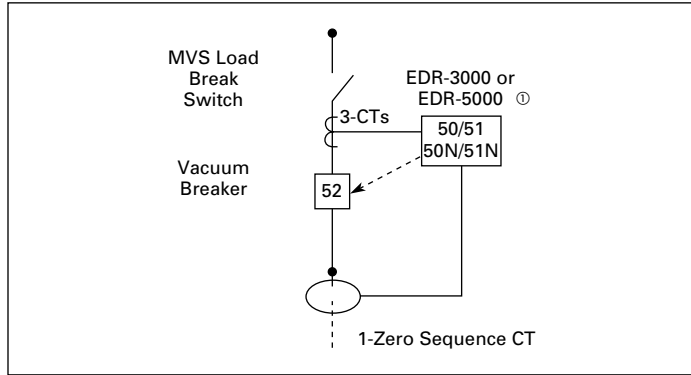 MVS Load
Break
Switch
EDR-3000 or
EDR-5000 ①
3-CTs
50/51
50N/51N
Vacuum
Breaker
52
1-Zero Sequence CT